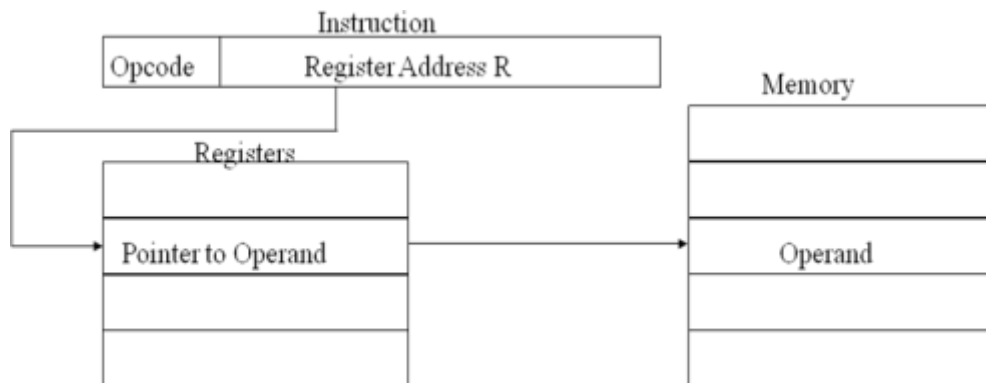 Instruction
Opcode
Register Address R
Memory
Registers
Pointer to Operand
Operand